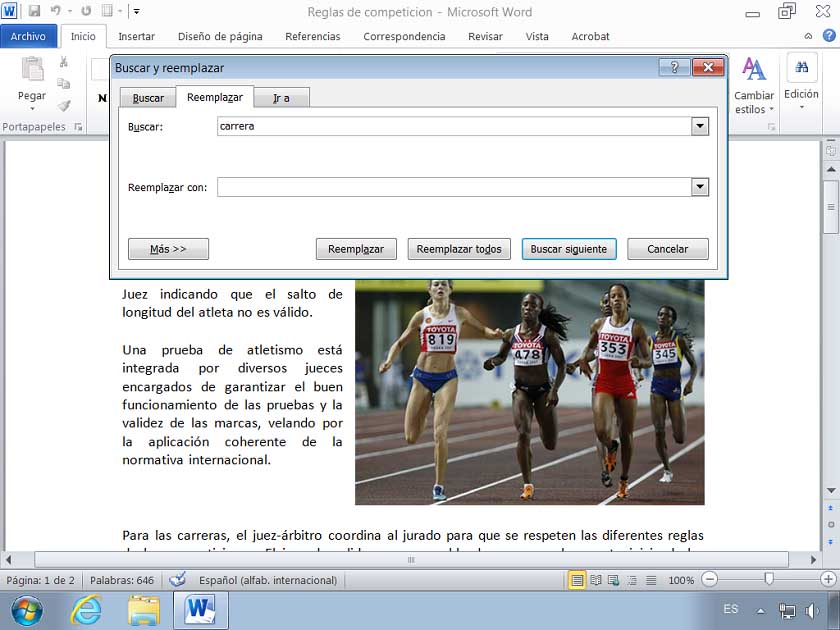 Reglas de competicion - Microsoft Word
Archivo Inicio Insertar Diseño de página Referencias Correspondencia Revisar Vista Acrobat
Pegar
Portapapeles
N
Cambiar estilos
Edición
Buscar y reemplazar
Buscar Reemplazar Ir a
Buscar: carrera
Reemplazar con:
Más >> Reemplazar Reemplazar todos Buscar siguiente Cancelar
Juez indicando que el salto de
longitud del atleta no es válido.
Una prueba de atletismo está
integrada por diversos jueces
encargados de garantizar el buen
funcionamiento de las pruebas y la
validez de las marcas, velando por
la aplicación coherente de la
normativa internacional.
TOYOTA
819
TOYOTA
478
TOYOTA
353
TOYOTA
345
Para las carreras, el juez-árbitro coordina al jurado para que se respeten las diferentes reglas
Página: 1 de 2 Palabras: 646 Español (alfab. internacional) 100%
ES